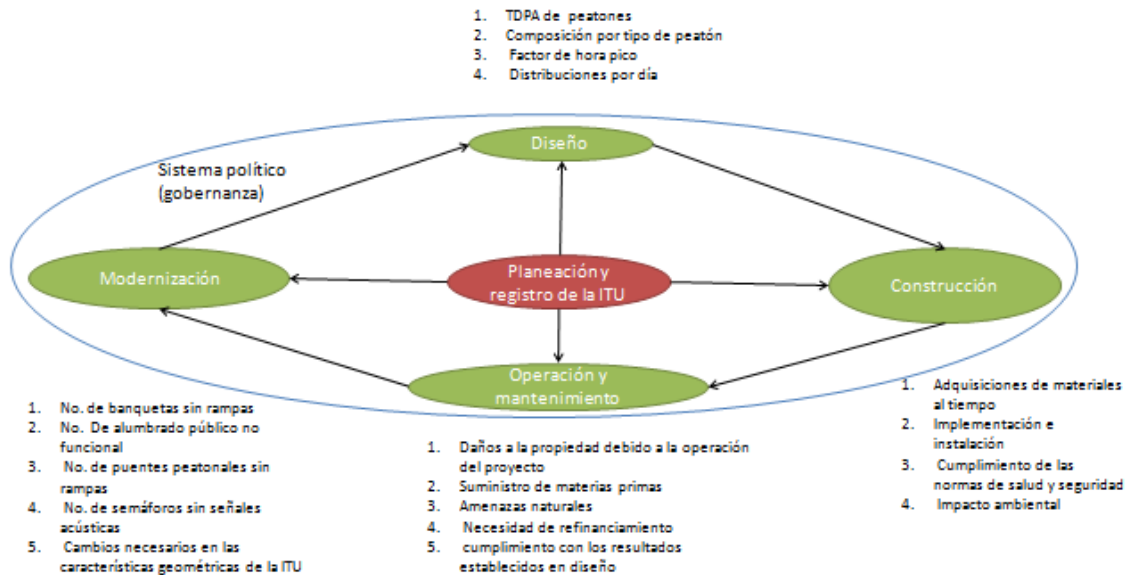 1. TDPA de peatones
2. Composición por tipo de peatón
3. Factor de hora pico
4. Distribuciones por día
Diseño
Sistema político
(gobernanza)
Modernización
Planeación y
registro de la ITU
Construcción
Operación y
mantenimiento
1. No. de banquetas sin rampas
2. No. De alumbrado público no
funcional
3. No. de puentes peatonales sin
rampas
4. No. de semáforos sin señales
acústicas
5. Cambios necesarios en las
características geométricas de la ITU
1. Daños a la propiedad debido a la operación
del proyecto
2. Suministro de materias primas
3. Amenazas naturales
4. Necesidad de refinanciamiento
5. cumplimiento con los resultados
establecidos en diseño
1. Adquisiciones de materiales
al tiempo
2. Implementación e
instalación
3. Cumplimiento de las
normas de salud y seguridad
4. Impacto ambiental